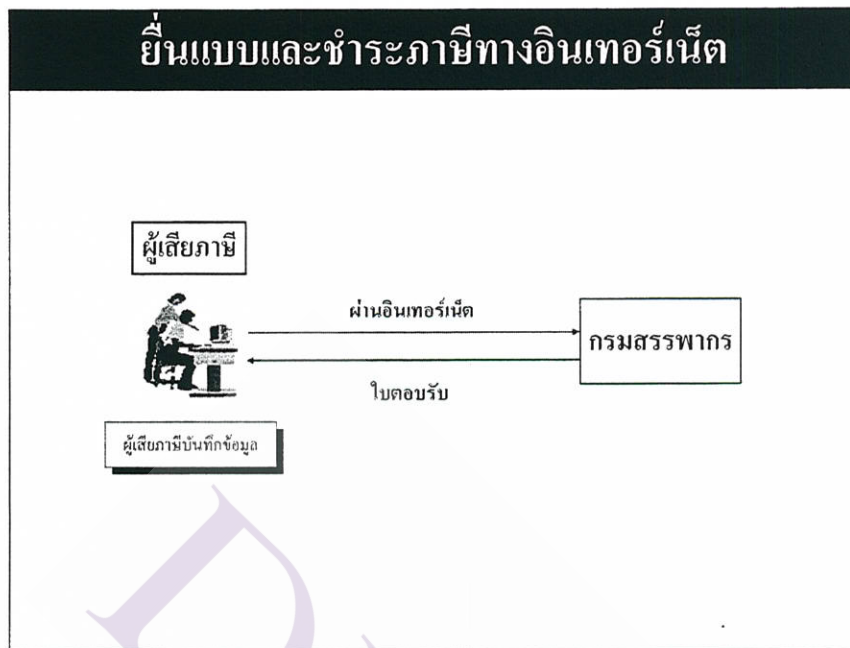 ยื่นแบบและชำระภาษีทางอินเทอร์เน็ต
ผู้เสียภาษี
ผ่านอินเทอร์เน็ต
กรมสรรพากร
ใบตอบรับ
ผู้เสียภาษีบันทึกข้อมูล